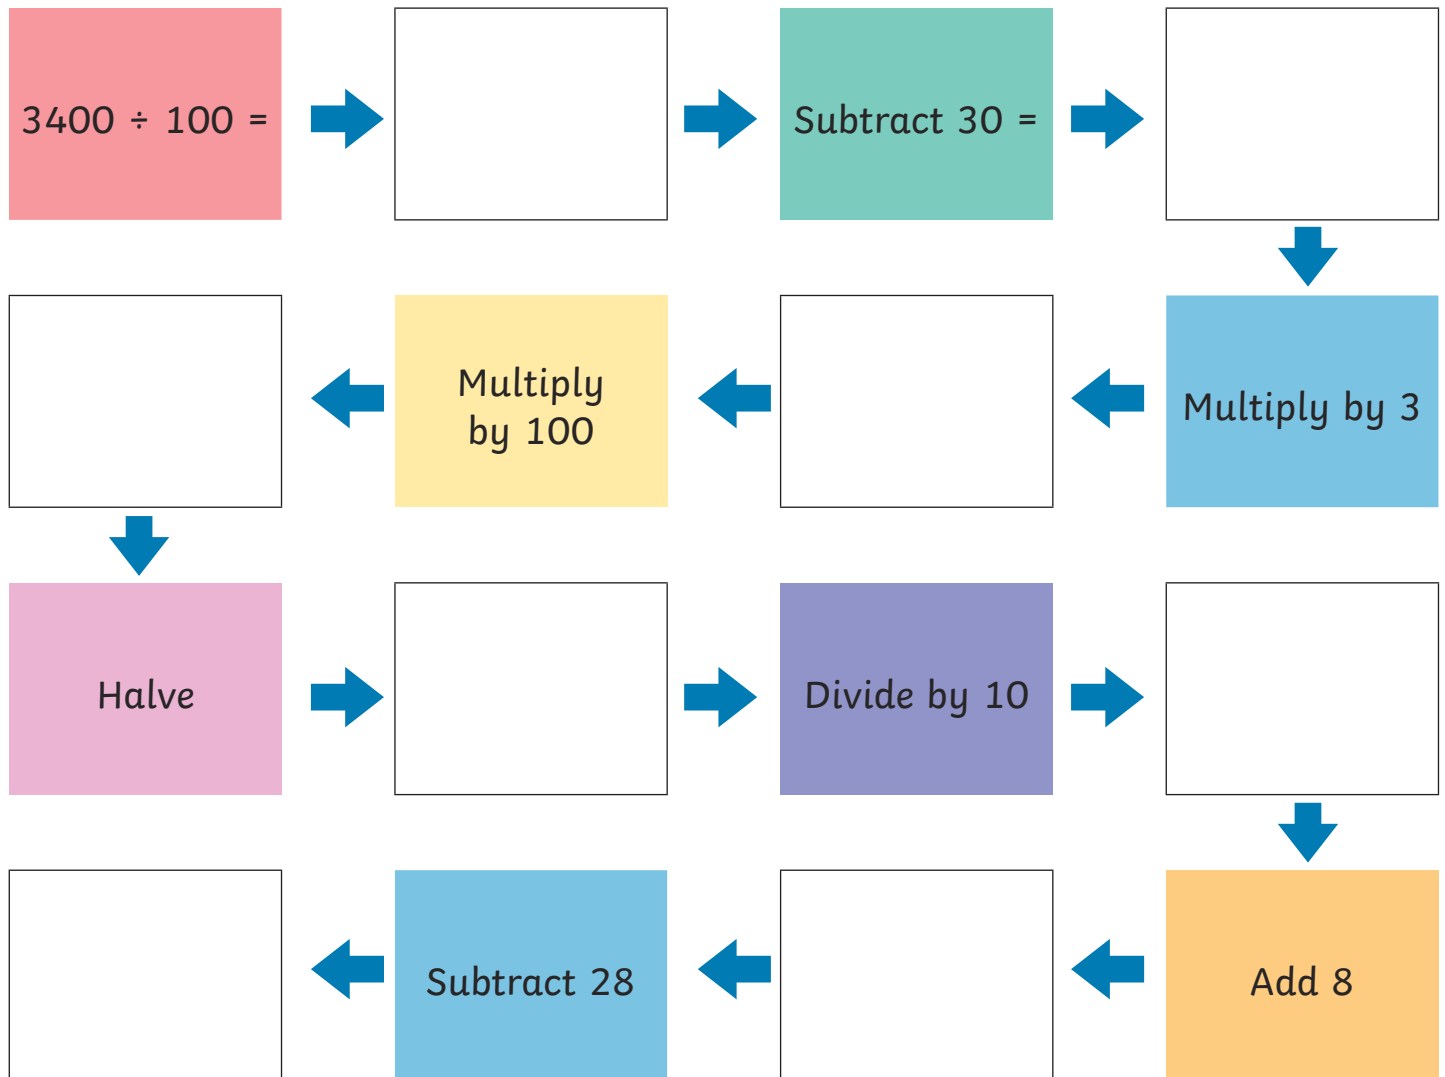 3400 ÷ 100 =
Subtract 30 =
Multiply by 3
Multiply
by 100
Halve
Divide by 10
Add 8
Subtract 28